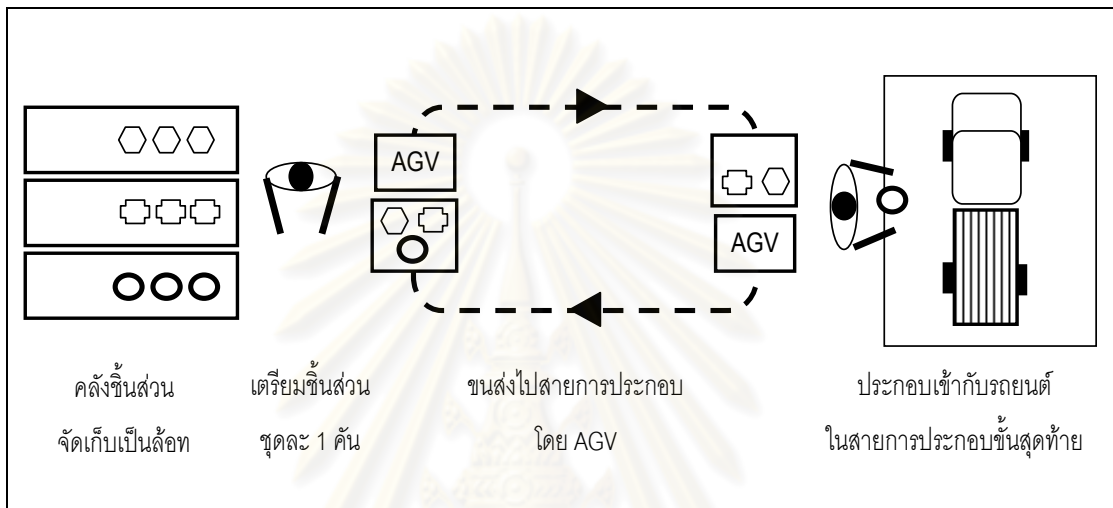 AGV
AGV
คลังชิ้นส่วน
จัดเก็บเป็นล้อท
เตรียมชิ้นส่วน
ชุดละ 1 คัน
ขนส่งไปสายการประกอบ
โดย AGV
ประกอบเข้ากับรถยนต์
ในสายการประกอบขั้นสุดท้าย